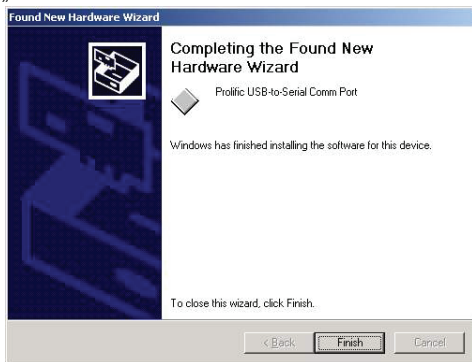 Found New Hardware Wizard
Completing the Found New
Hardware Wizard
Prolific USB-to-Serial Comm Port
Windows has finished installing the software for this device.
To close this wizard, click Finish.
< Back
Finish
Cancel